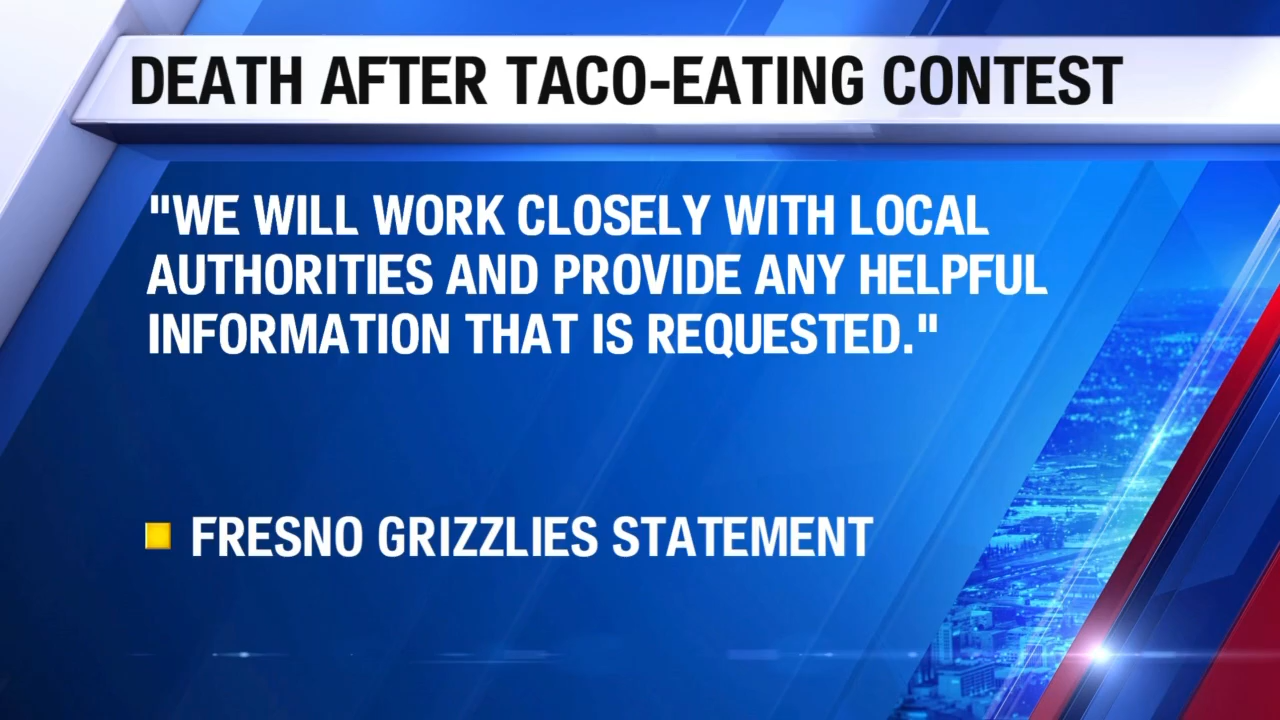 DEATH AFTER TACO-EATING CONTEST
"WE WILL WORK CLOSELY WITH LOCAL
AUTHORITIES AND PROVIDE ANY HELPFUL
INFORMATION THAT IS REQUESTED."
FRESNO GRIZZLIES STATEMENT